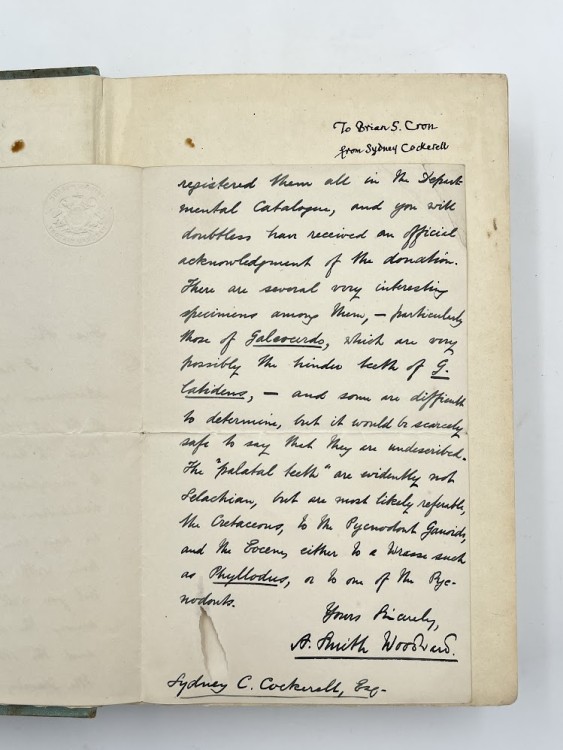 To Brian S. Cron
from Sydney Cockerell
registered them all in the Depart-
mental Catalogue, and you will
doubtless have received an official
acknowledgment of the donation.
There are several very interesting
specimens among them, — particularly
those of Galeocerdo, which are very
possibly the hinder teeth of G.
latidens, — and some are difficult
to determine, but it would be scarcely
safe to say that they are undescribed.
The "palatal teeth" are evidently not
Selachian, but are most likely referable,
the Cretaceous, to the Pycnodont Ganoids,
and the Eocene, either to a Wrasse such
as Phyllodus, or to one of the Pyc-
nodonts.
Yours Sincerely,
A. Smith Woodward.
Sydney C. Cockerell, Esq.